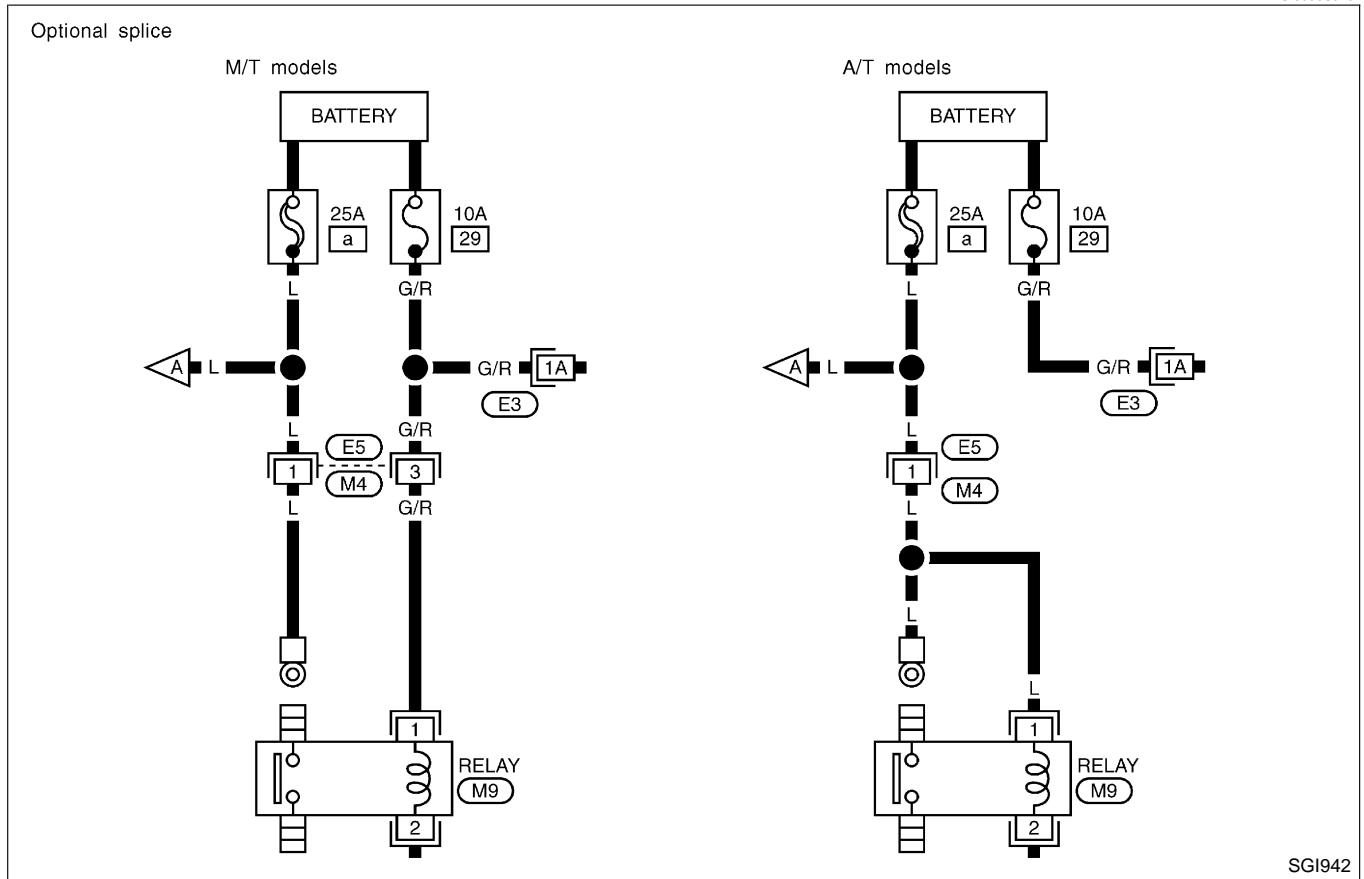 Optional splice
M/T models
BATTERY
25A
a
10A
29
L
G/R
A
L
G/R
1A
E3
L
G/R
1
E5
M4
3
L
G/R
1
RELAY
M9
2
A/T models
BATTERY
25A
a
10A
29
L
G/R
A
L
G/R
1A
E3
L
1
E5
M4
L
L
L
1
RELAY
M9
2
SGI942